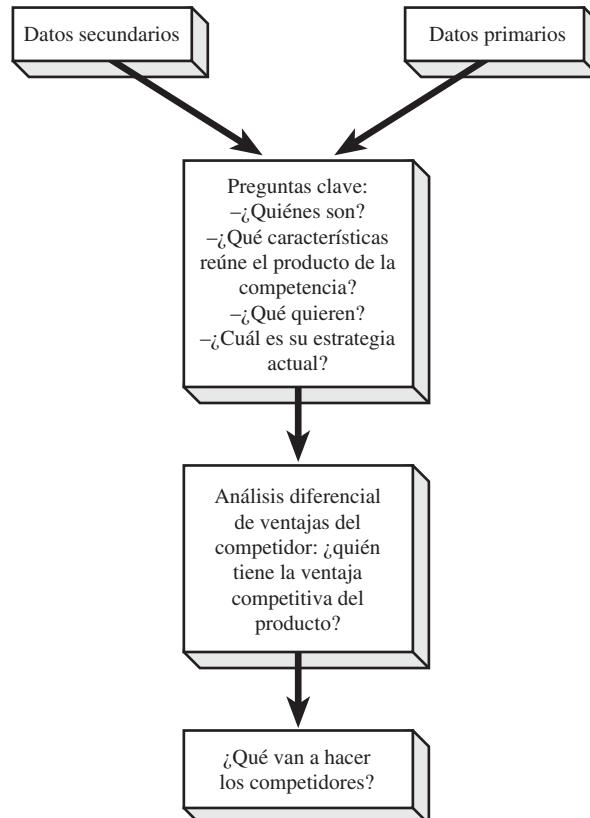 Datos secundarios
Datos primarios
Preguntas clave:
–¿Quiénes son?
–¿Qué características
reúne el producto de la
competencia?
–¿Qué quieren?
–¿Cuál es su estrategia
actual?
Análisis diferencial
de ventajas del
competidor: ¿quién
tiene la ventaja
competitiva del
producto?
¿Qué van a hacer
los competidores?